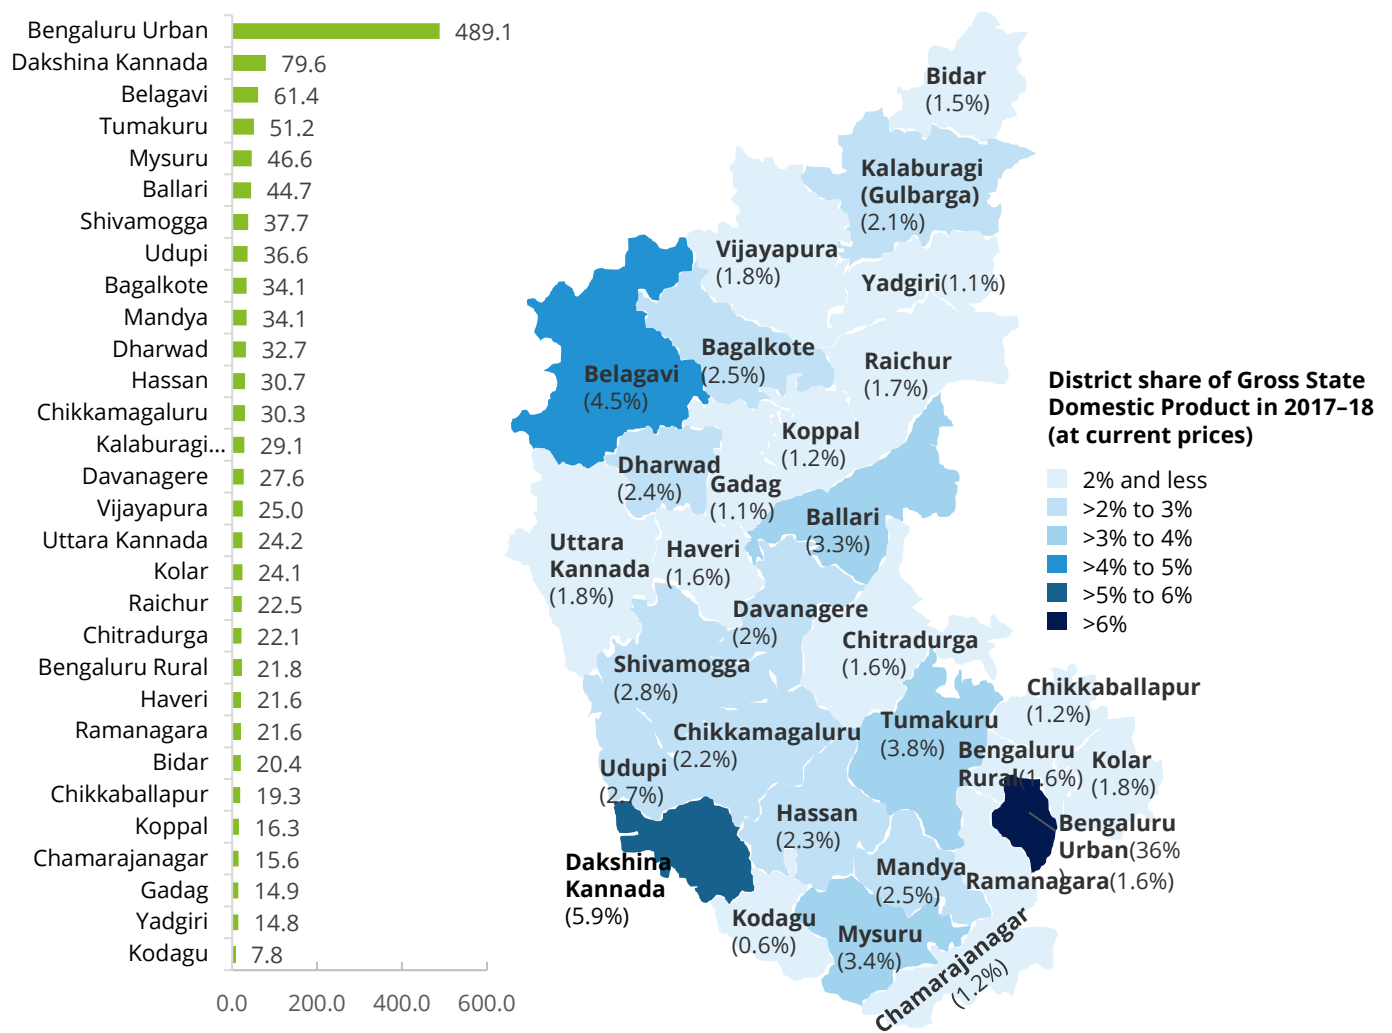 Bengaluru Urban 489.1
Dakshina Kannada 79.6
Belagavi 61.4
Tumakuru 51.2
Mysuru 46.6
Ballari 44.7
Shivamogga 37.7
Udupi 36.6
Bagalkote 34.1
Mandya 34.1
Dharwad 32.7
Hassan 30.7
Chikkamagaluru 30.3
Kalaburagi... 29.1
Davanagere 27.6
Vijayapura 25.0
Uttara Kannada 24.2
Kolar 24.1
Raichur 22.5
Chitradurga 22.1
Bengaluru Rural 21.8
Haveri 21.6
Ramanagara 21.6
Bidar 20.4
Chikkaballapur 19.3
Koppal 16.3
Chamarajanagar 15.6
Gadag 14.9
Yadgiri 14.8
Kodagu 7.8
0.0 200.0 400.0 600.0
Bidar
(1.5%)
Kalaburagi
(Gulbarga)
(2.1%)
Vijayapura
(1.8%)
Yadgiri(1.1%)
Bagalkote
(2.5%)
Raichur
(1.7%)
Belagavi
(4.5%)
Koppal
(1.2%)
Dharwad
(2.4%)
Gadag
(1.1%)
Ballari
(3.3%)
Uttara
Kannada
(1.8%)
Haveri
(1.6%)
Davanagere
(2%)
Chitradurga
(1.6%)
Shivamogga
(2.8%)
Chikkaballapur
(1.2%)
Tumakuru
(3.8%)
Chikkamagaluru
(2.2%)
Bengaluru
Rural(1.6%)
Kolar
(1.8%)
Udupi
(2.7%)
Hassan
(2.3%)
Bengaluru
Urban(36%
)
Dakshina
Kannada
(5.9%)
Mandya
(2.5%)
Ramanagara(1.6%)
Kodagu
(0.6%)
Mysuru
(3.4%)
Chamarajanagar
(1.2%)
District share of Gross State
Domestic Product in 2017–18
(at current prices)
2% and less
>2% to 3%
>3% to 4%
>4% to 5%
>5% to 6%
>6%